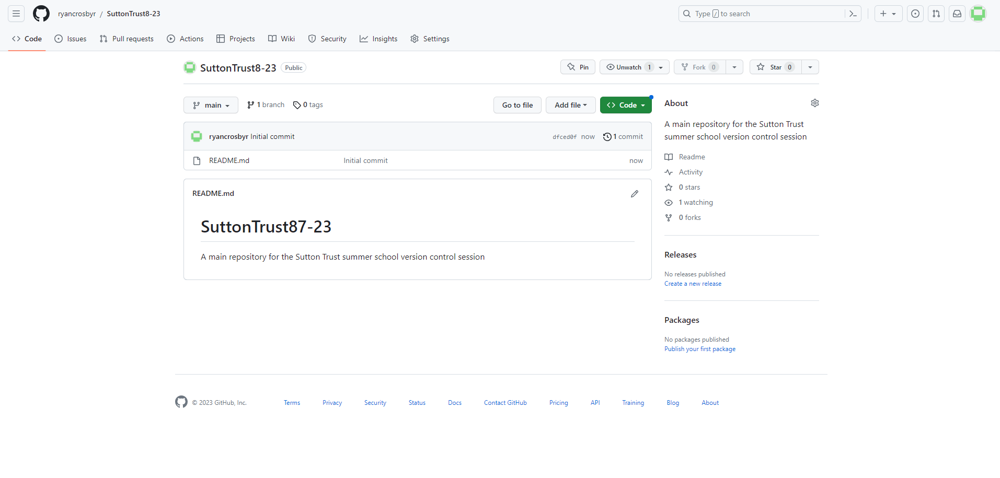 ryancrosbyr / SuttonTrust8-23
Type / to search
Code Issues Pull requests Actions Projects Wiki Security Insights Settings
SuttonTrust8-23 Public
Pin Unwatch 1 Fork 0 Star 0
main 1 branch 0 tags Go to file Add file Code
ryancrosbyr Initial commit dfced0f now 1 commit
README.md Initial commit now
README.md
SuttonTrust87-23
A main repository for the Sutton Trust summer school version control session
About
A main repository for the Sutton Trust
summer school version control session
Readme
Activity
0 stars
1 watching
0 forks
Releases
No releases published
Create a new release
Packages
No packages published
Publish your first package
© 2023 GitHub, Inc. Terms Privacy Security Status Docs Contact GitHub Pricing API Training Blog About